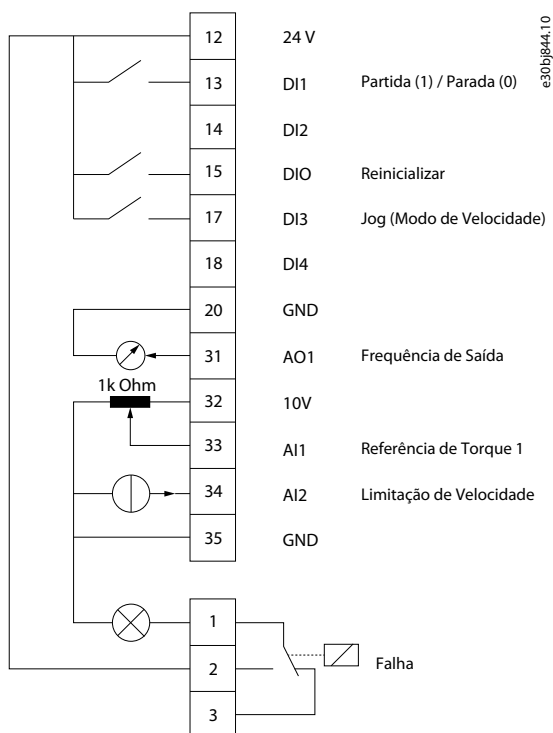 e30bj844.10
12 24 V
13 DI1 Partida (1) / Parada (0)
14 DI2
15 DIO Reinicializar
17 DI3 Jog (Modo de Velocidade)
18 DI4
20 GND
31 AO1 Frequência de Saída
1k Ohm
32 10V
33 AI1 Referência de Torque 1
34 AI2 Limitação de Velocidade
35 GND
1
2 Falha
3